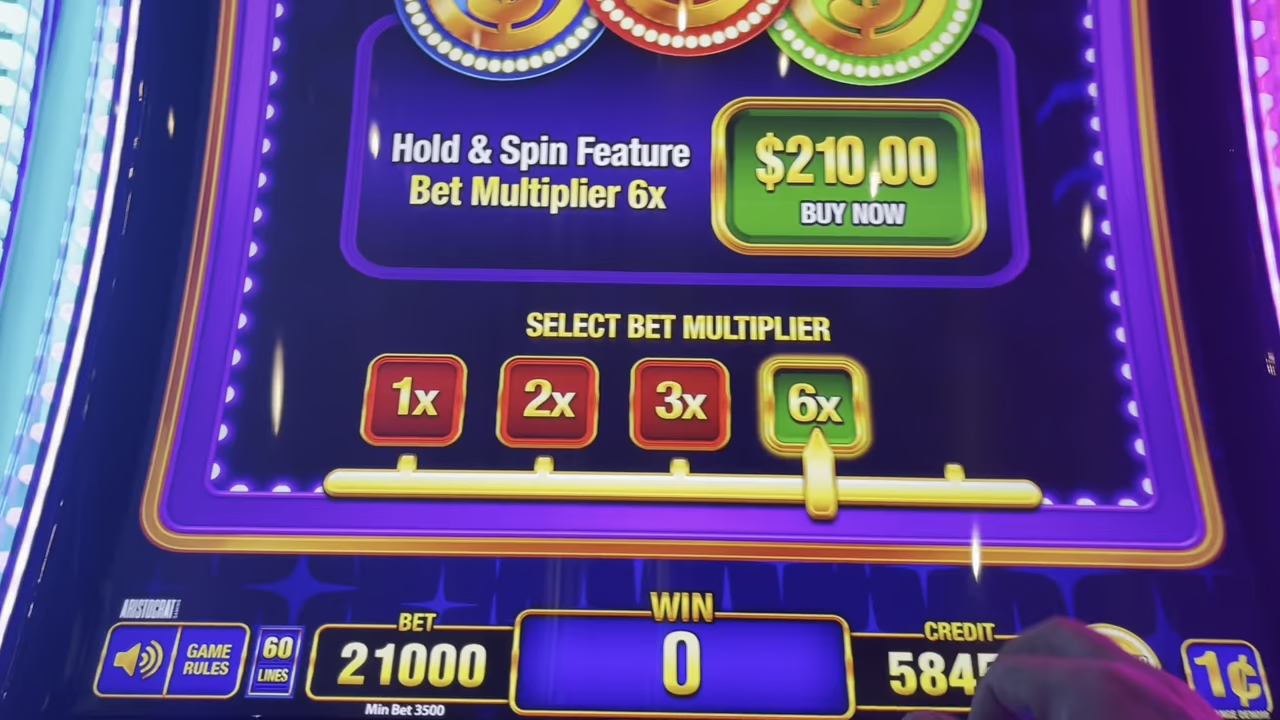 Hold & Spin Feature
Bet Multiplier 6x
$210.00
BUY NOW
SELECT BET MULTIPLIER
1x 2x 3x 6x
ARISTOCRAT
GAME RULES
60 LINES
BET
21000
Min Bet 3500
WIN
0
CREDIT
5845
1¢